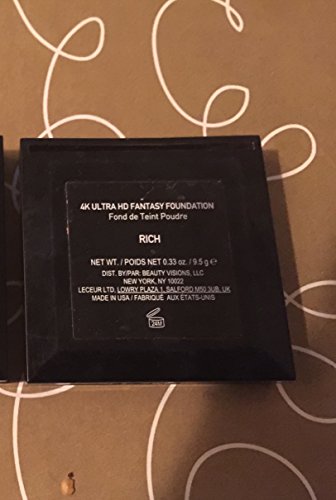 4K ULTRA HD FANTASY FOUNDATION
Fond de Teint Poudre
RICH
NET WT. / POIDS NET 0.33 oz. / 9.5 g ℮
DIST. BY/PAR: BEAUTY VISIONS, LLC
NEW YORK, NY 10022
LECEUR LTD. LOWRY PLAZA 1, SALFORD M50 3UB, UK
MADE IN USA / FABRIQUÉ AUX ÉTATS-UNIS
24M